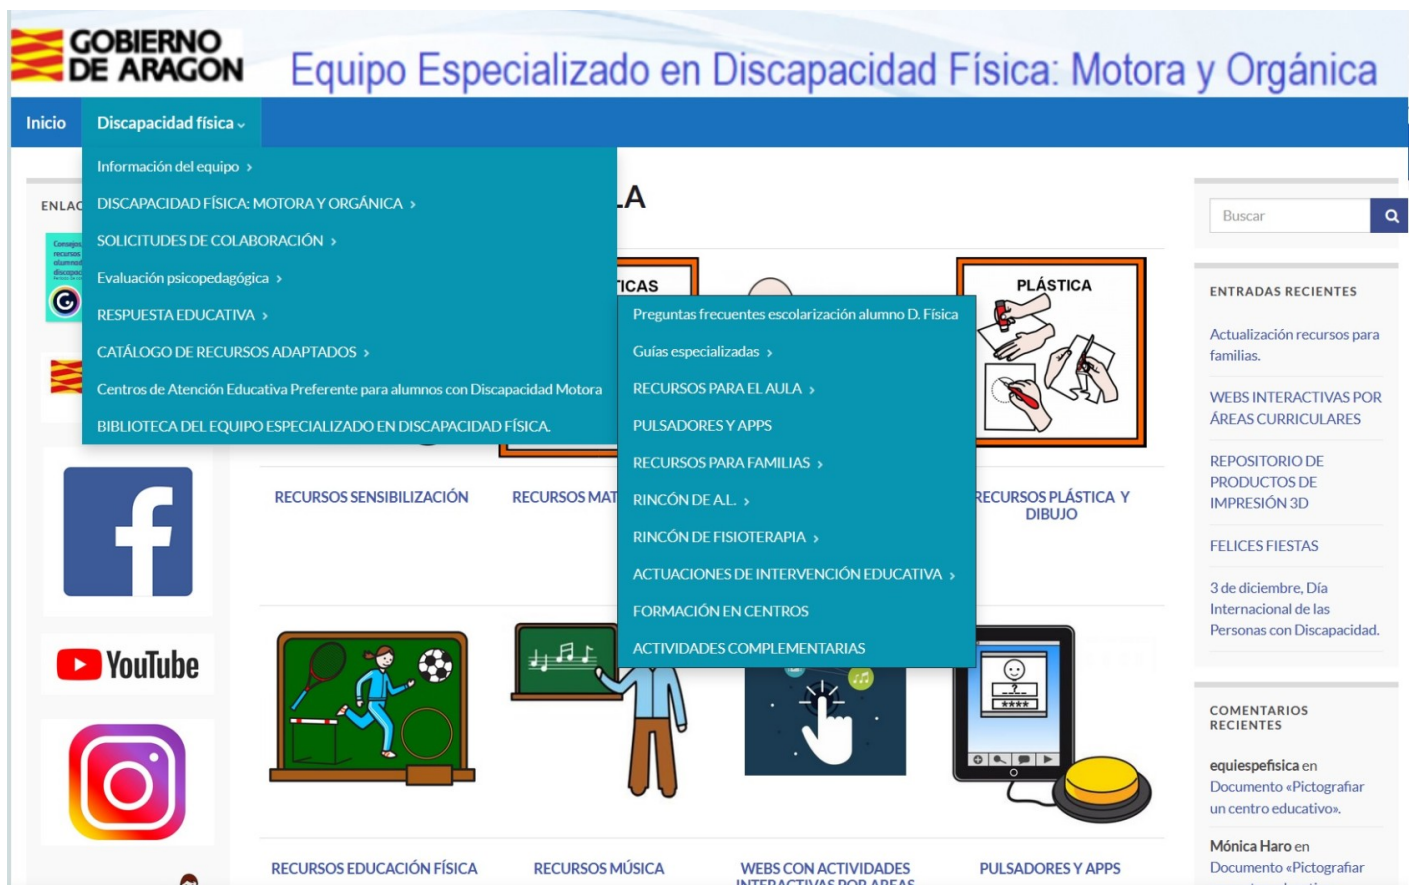 GOBIERNO
DE ARAGON
Equipo Especializado en Discapacidad Física: Motora y Orgánica
Inicio
Discapacidad física
Información del equipo
DISCAPACIDAD FÍSICA: MOTORA Y ORGÁNICA
SOLICITUDES DE COLABORACIÓN
Evaluación psicopedagógica
RESPUESTA EDUCATIVA
CATÁLOGO DE RECURSOS ADAPTADOS
Centros de Atención Educativa Preferente para alumnos con Discapacidad Motora
BIBLIOTECA DEL EQUIPO ESPECIALIZADO EN DISCAPACIDAD FÍSICA.
Preguntas frecuentes escolarización alumno D. Física
Guías especializadas
RECURSOS PARA EL AULA
PULSADORES Y APPS
RECURSOS PARA FAMILIAS
RINCÓN DE A.L.
RINCÓN DE FISIOTERAPIA
ACTUACIONES DE INTERVENCIÓN EDUCATIVA
FORMACIÓN EN CENTROS
ACTIVIDADES COMPLEMENTARIAS
ENLAC
YouTube
LA
TICAS
PLÁSTICA
RECURSOS SENSIBILIZACIÓN
RECURSOS MAT
RECURSOS PLÁSTICA Y
DIBUJO
?
****
RECURSOS EDUCACIÓN FÍSICA
RECURSOS MÚSICA
WEBS CON ACTIVIDADES
INTERACTIVAS POR AREAS
PULSADORES Y APPS
Buscar
ENTRADAS RECIENTES
Actualización recursos para
familias.
WEBS INTERACTIVAS POR
ÁREAS CURRICULARES
REPOSITORIO DE
PRODUCTOS DE
IMPRESIÓN 3D
FELICES FIESTAS
3 de diciembre, Día
Internacional de las
Personas con Discapacidad.
COMENTARIOS
RECIENTES
equiespefisica en
Documento «Pictografiar
un centro educativo».
Mónica Haro en
Documento «Pictografiar